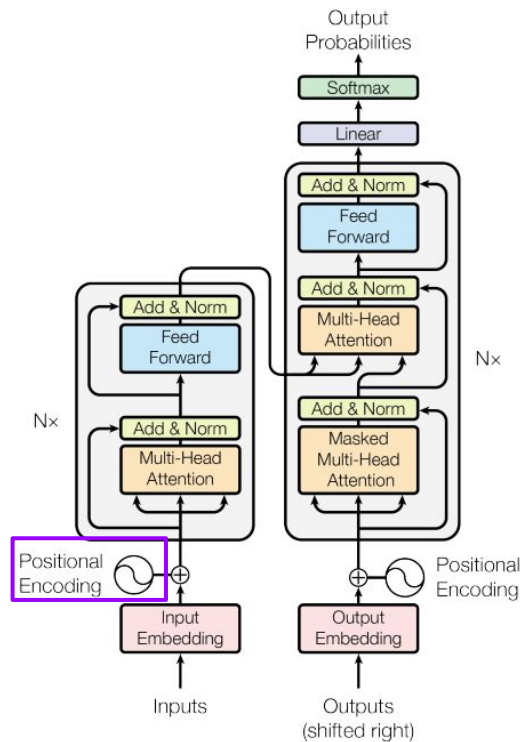 Output
Probabilities
Softmax
Linear
Add & Norm
Feed
Forward
Add & Norm
Multi-Head
Attention
Nx
Add & Norm
Masked
Multi-Head
Attention
Add & Norm
Feed
Forward
Nx
Add & Norm
Multi-Head
Attention
Positional
Encoding
Positional
Encoding
Input
Embedding
Output
Embedding
Inputs
Outputs
(shifted right)